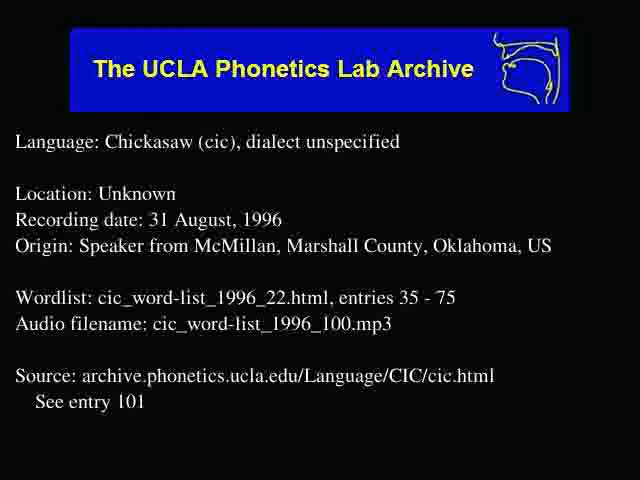 The UCLA Phonetics Lab Archive
Language: Chickasaw (cic), dialect unspecified
Location: Unknown
Recording date: 31 August, 1996
Origin: Speaker from McMillan, Marshall County, Oklahoma, US
Wordlist: cic_word-list_1996_22.html, entries 35 - 75
Audio filename: cic_word-list_1996_100.mp3
Source: archive.phonetics.ucla.edu/Language/CIC/cic.html
See entry 101